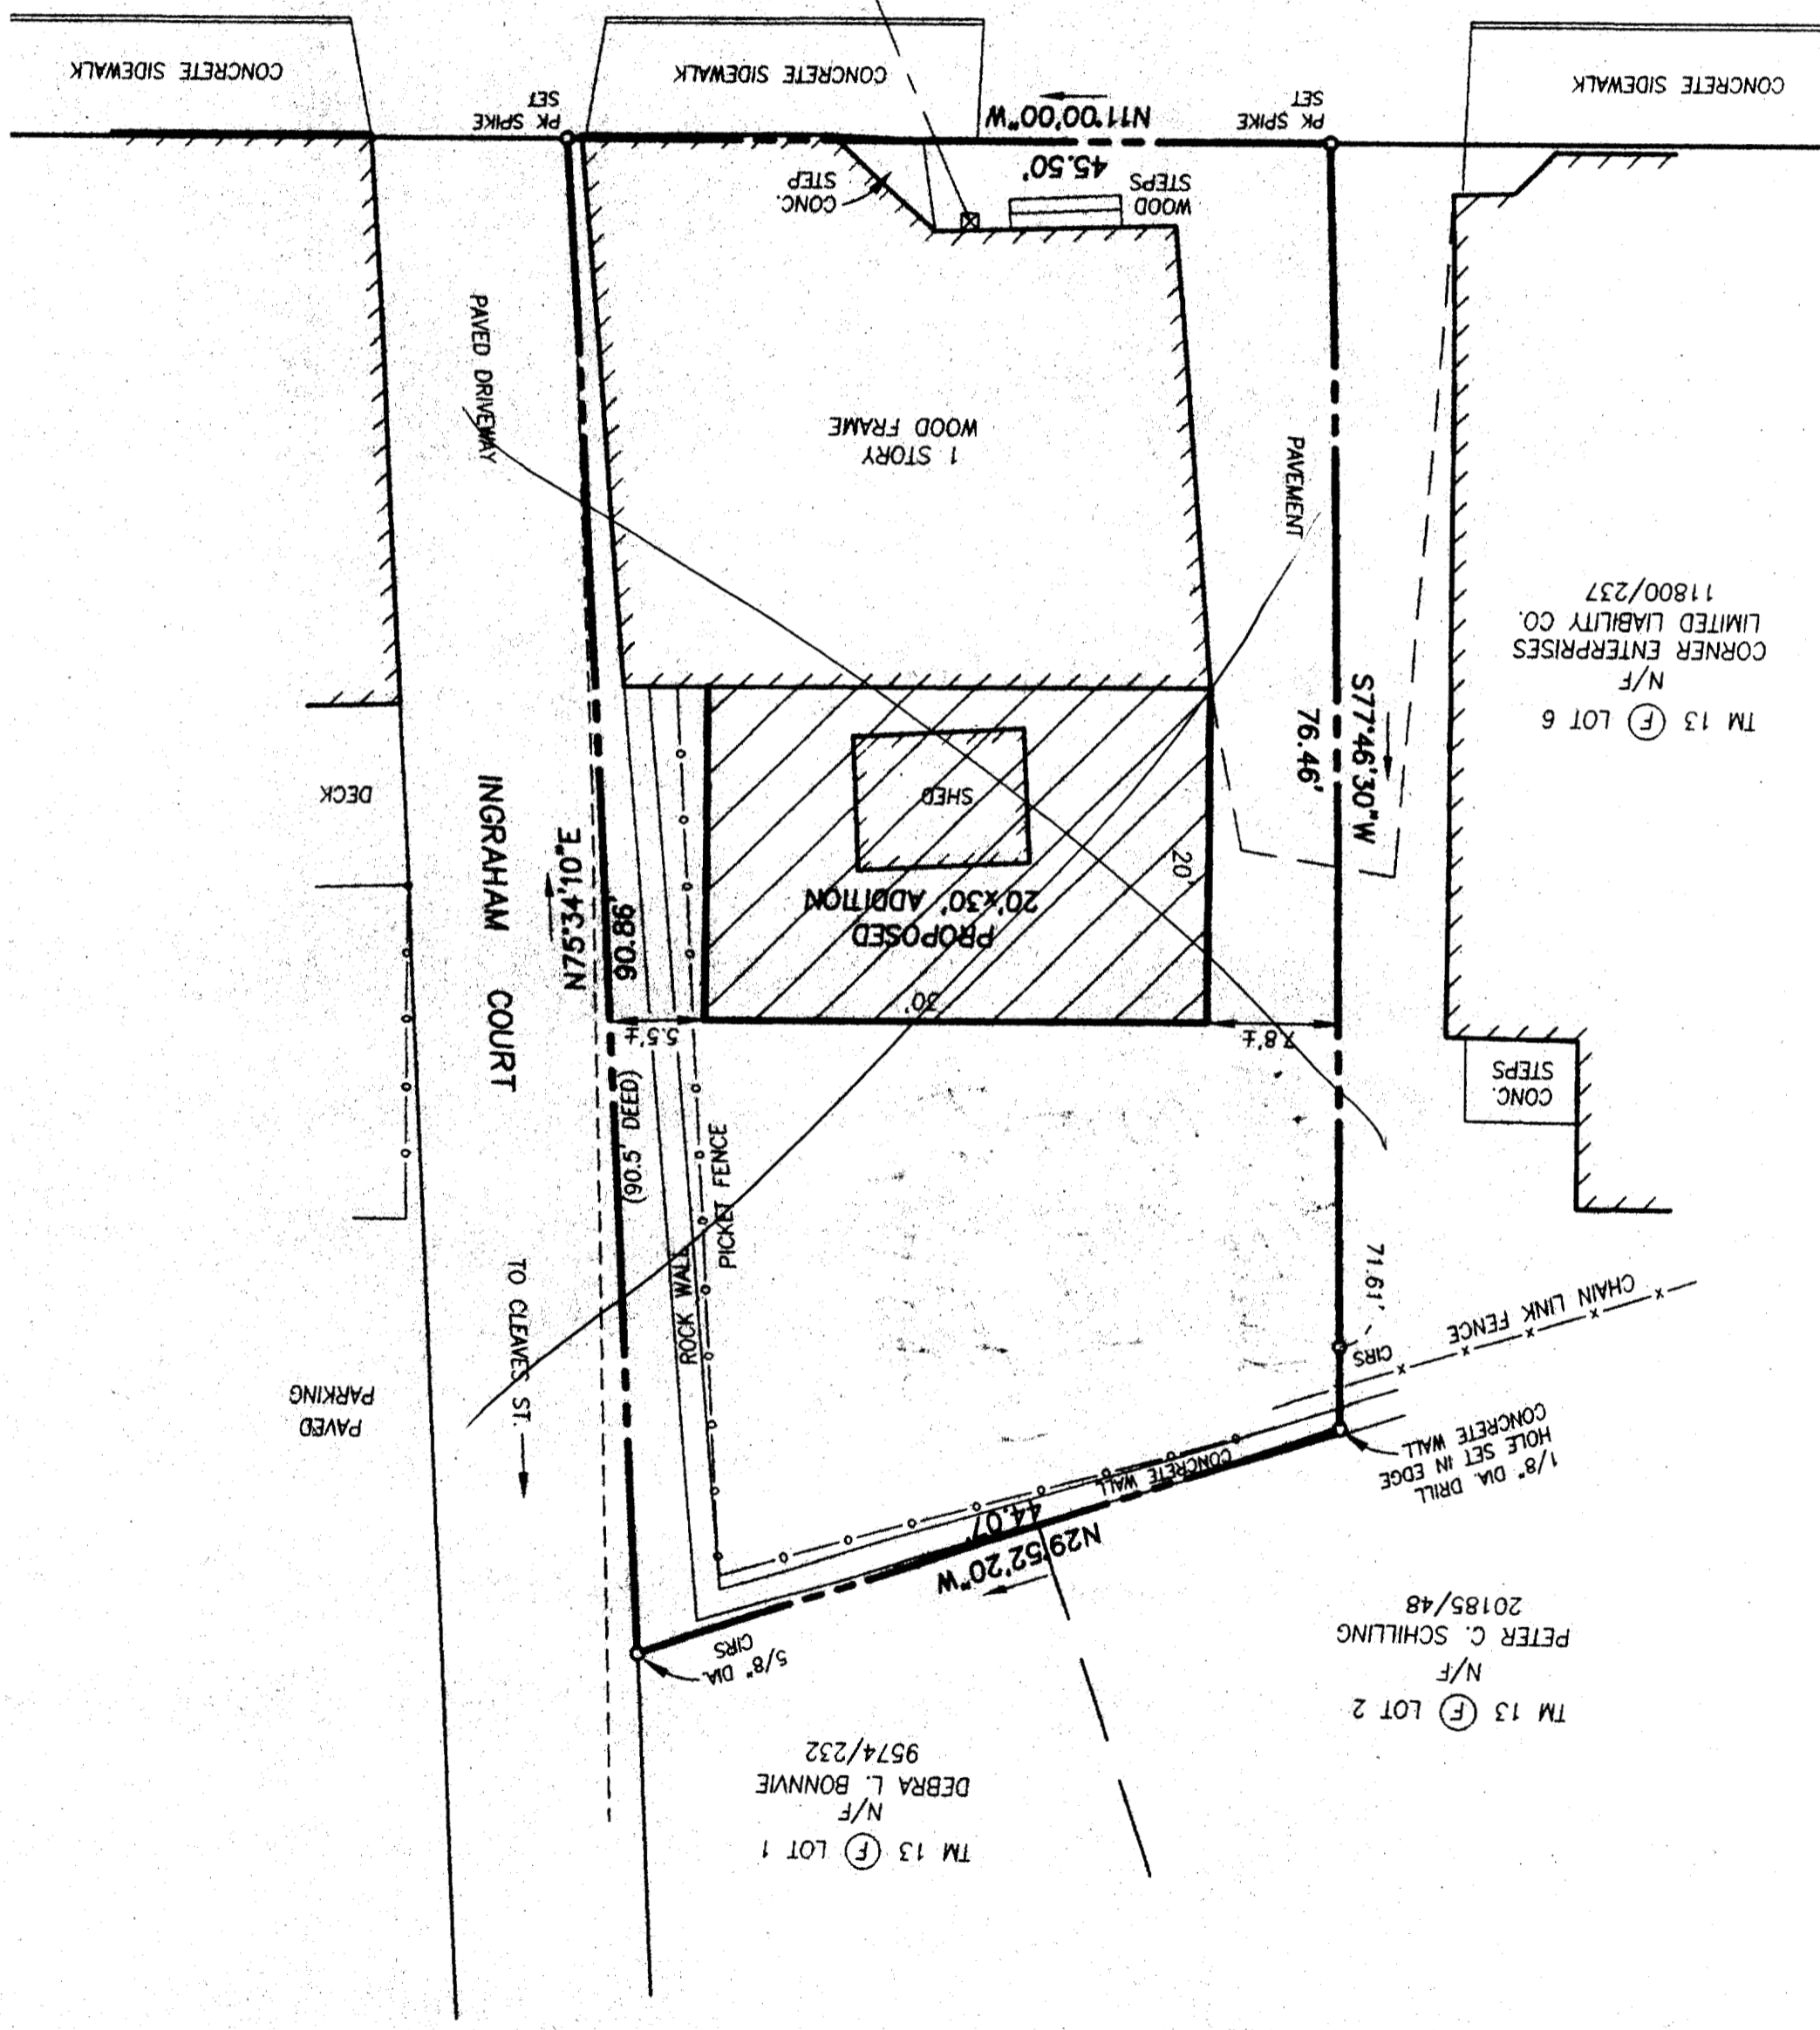 CONCRETE SIDEWALK
CONCRETE SIDEWALK
CONCRETE SIDEWALK
PK SPIKE
SET
N11°00'00"W
45.50'
PK SPIKE
SET
CONC.
STEP
WOOD
STEPS
PAVED DRIVEWAY
1 STORY
WOOD FRAME
PAVEMENT
TM 13 F LOT 6
N/F
CORNER ENTERPRISES
LIMITED LIABILITY CO.
11800/237
S77°46'30"W
76.46'
DECK
INGRAHAM COURT
N75°34'10"E
90.86'
(90.5' DEED)
SHED
PROPOSED
20'x30' ADDITION
20'
30'
5.5'±
7.8'±
CONC.
STEPS
PICKET FENCE
ROCK WALL
TO CLEAVES ST.
71.61'
CHAIN LINK FENCE
CIRS
PAVED
PARKING
1/8" DIA. DRILL
HOLE SET IN EDGE
CONCRETE WALL
CONCRETE WALL
44.07'
N29°52'20"W
5/8" DIA.
CIRS
TM 13 F LOT 2
N/F
PETER C. SCHILLING
20185/48
TM 13 F LOT 1
N/F
DEBRA L. BONNVIE
9574/232